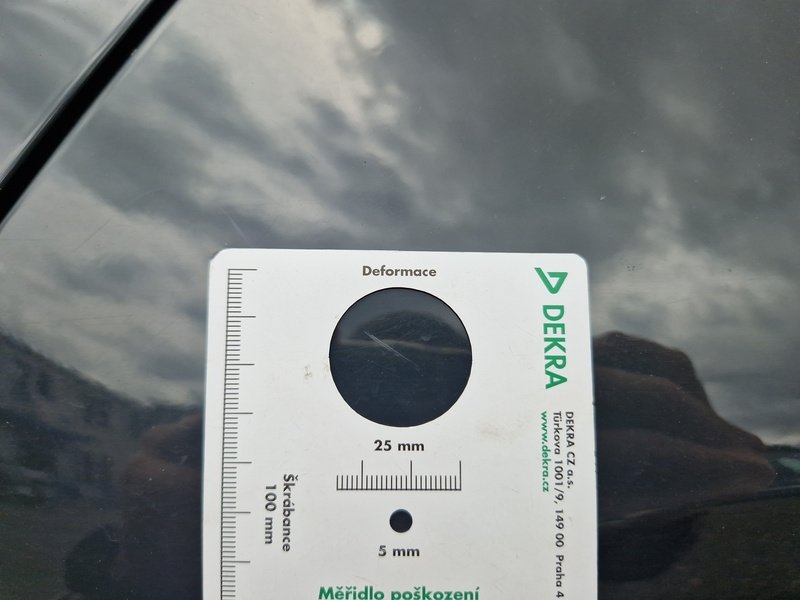 Deformace
DEKRA
25 mm
5 mm
Škrábance
100 mm
DEKRA CZ a.s.
Türkova 1001/9, 149 00 Praha 4
www.dekra.cz
Měřidlo poškození